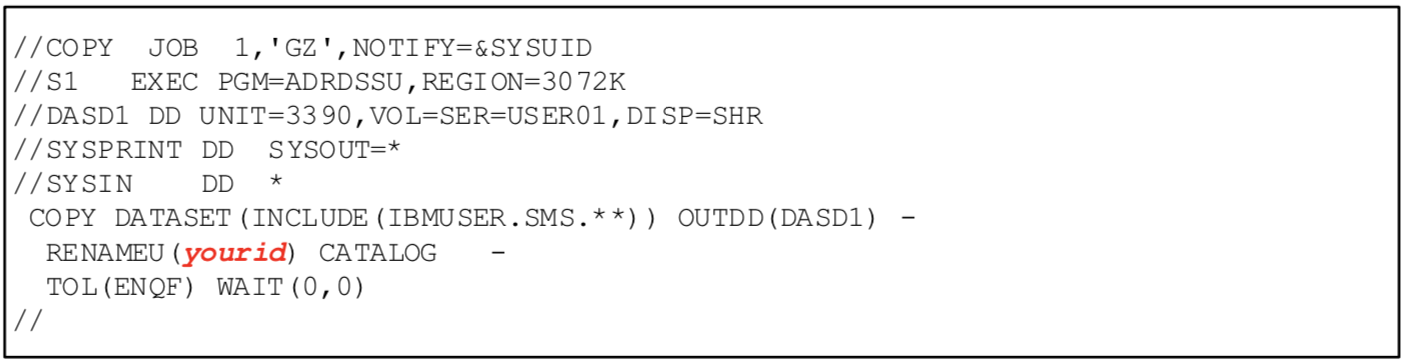 //COPY  JOB  1,'GZ',NOTIFY=&SYSUID
//S1   EXEC PGM=ADRDSSU,REGION=3072K
//DASD1 DD UNIT=3390,VOL=SER=USER01,DISP=SHR
//SYSPRINT DD  SYSOUT=*
//SYSIN    DD  *
 COPY DATASET(INCLUDE(IBMUSER.SMS.**)) OUTDD(DASD1) -
  RENAMEU(yourid) CATALOG   -
  TOL(ENQF) WAIT(0,0)
//